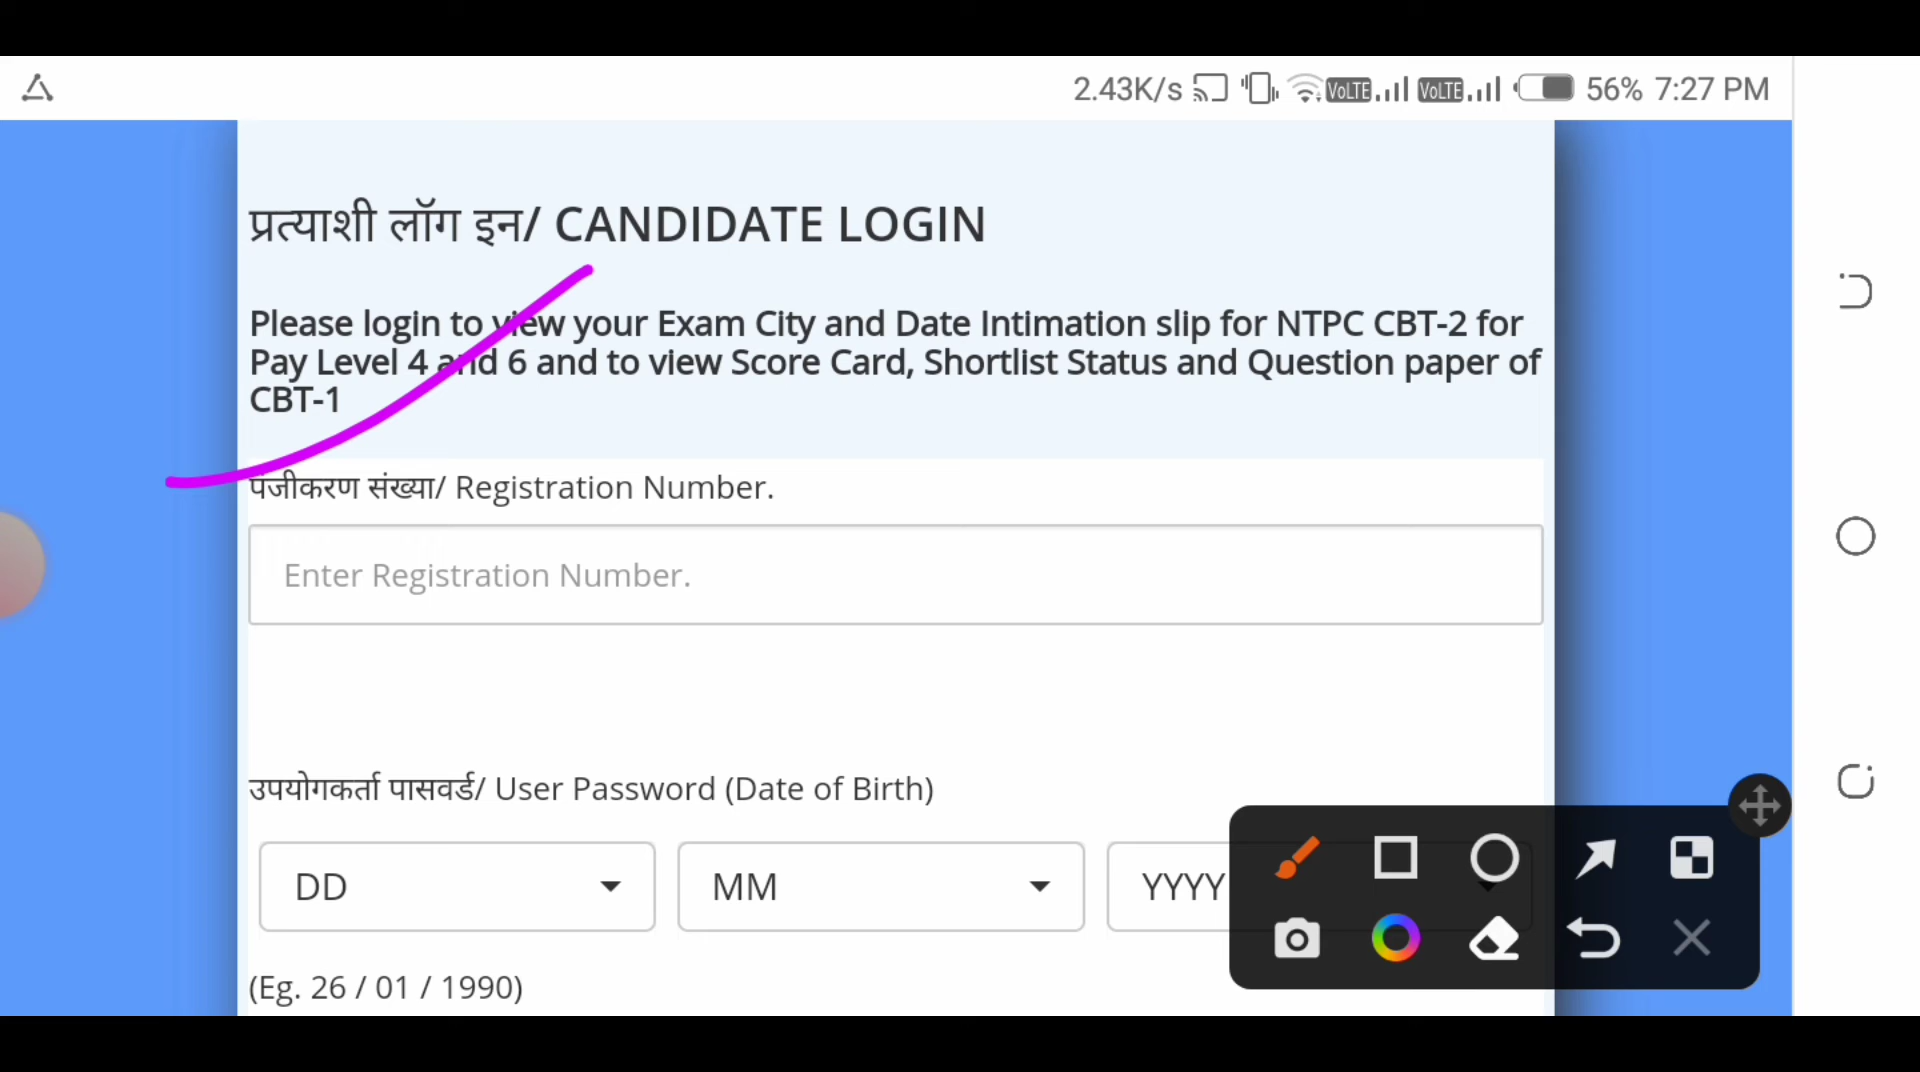 2.43K/s VoLTE VoLTE 56% 7:27 PM
प्रत्याशी लॉग इन/ CANDIDATE LOGIN
Please login to view your Exam City and Date Intimation slip for NTPC CBT-2 for
Pay Level 4 and 6 and to view Score Card, Shortlist Status and Question paper of
CBT-1
पंजीकरण संख्या/ Registration Number.
Enter Registration Number.
उपयोगकर्ता पासवर्ड/ User Password (Date of Birth)
DD MM YYYY
(Eg. 26 / 01 / 1990)